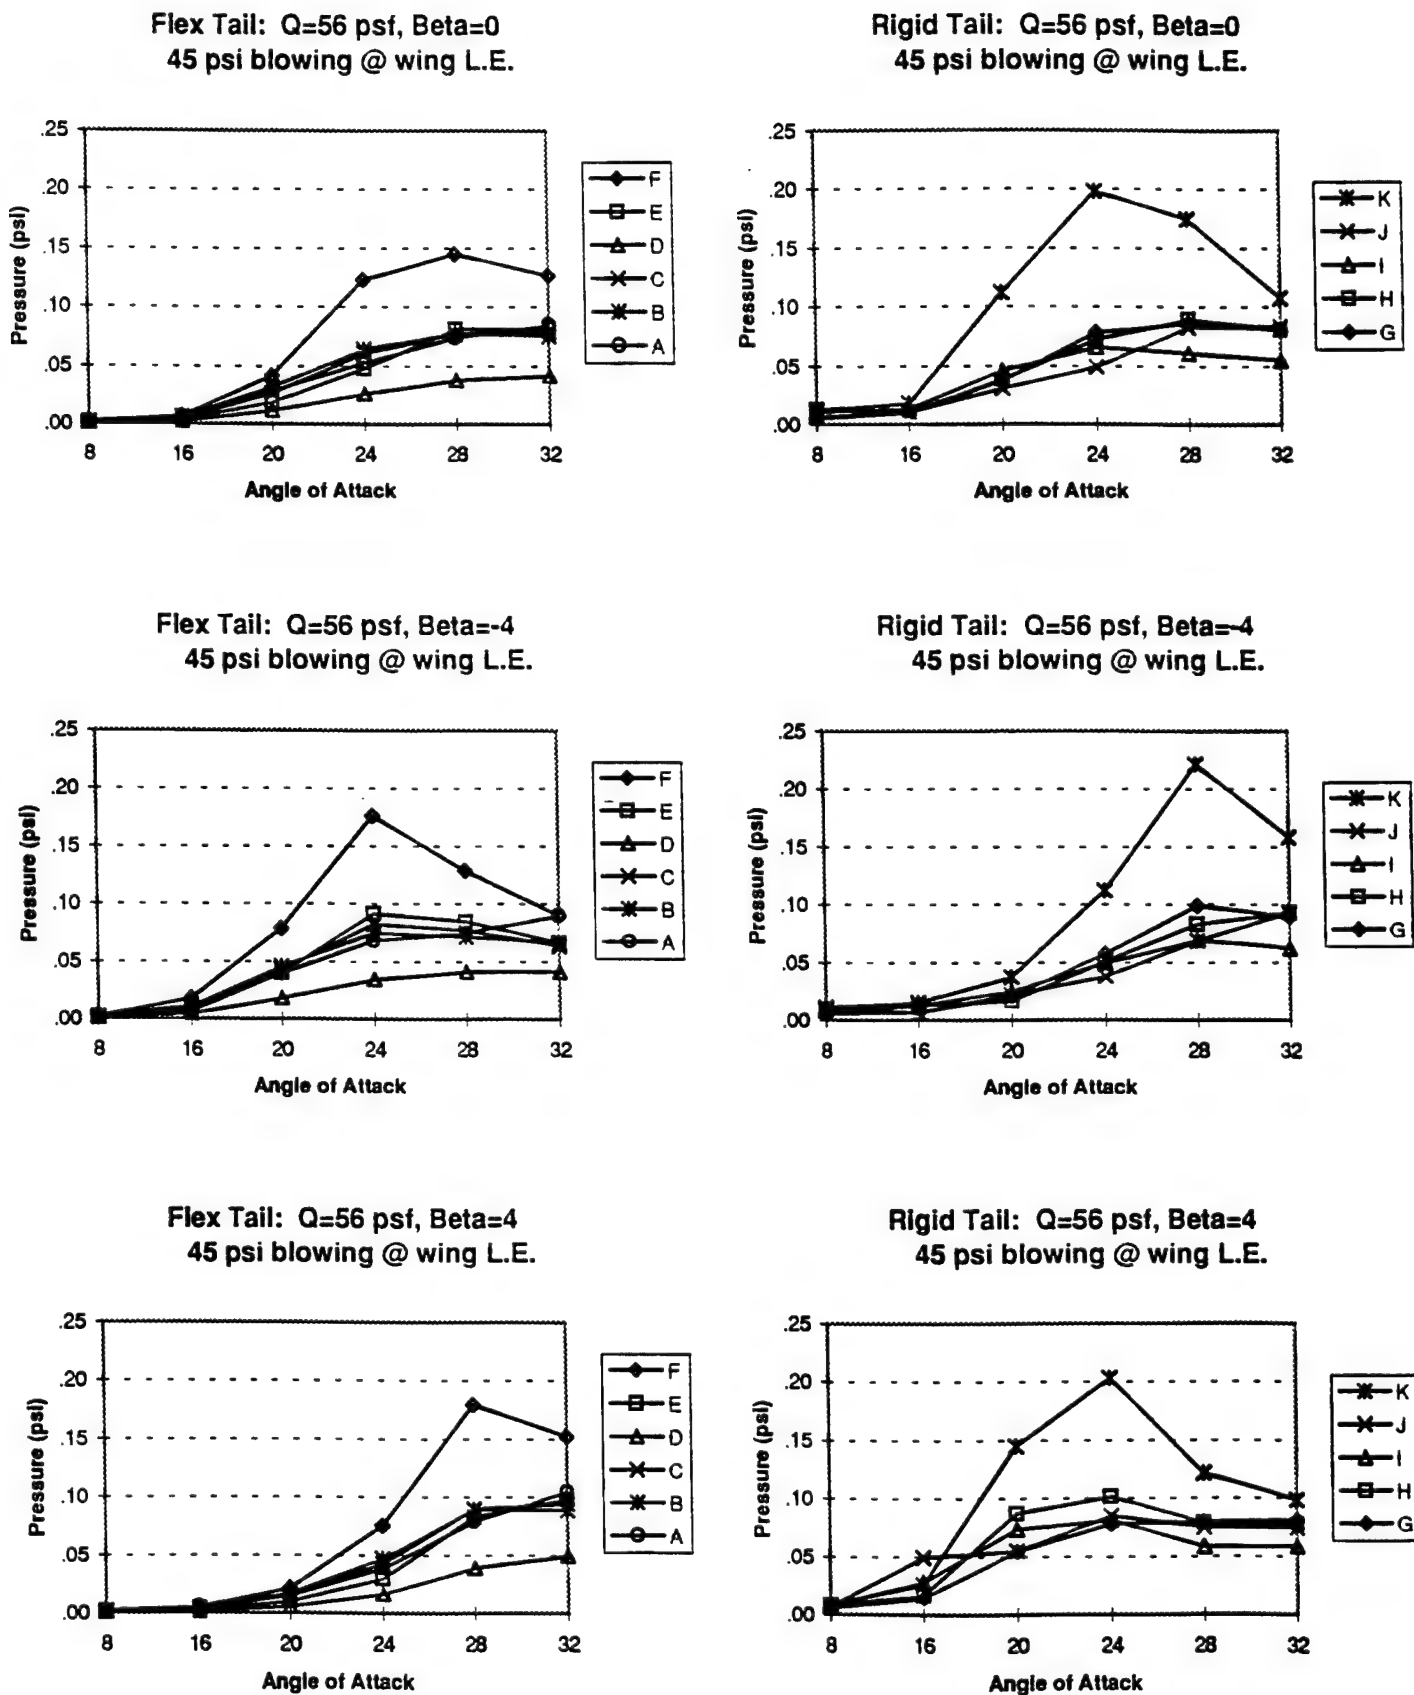 Flex Tail: Q=56 psf, Beta=0
45 psi blowing @ wing L.E.
.25
.20
.15
.10
.05
.00
Pressure (psi)
8 16 20 24 28 32
Angle of Attack
F
E
D
C
B
A
Rigid Tail: Q=56 psf, Beta=0
45 psi blowing @ wing L.E.
.25
.20
.15
.10
.05
.00
Pressure (psi)
8 16 20 24 28 32
Angle of Attack
K
J
I
H
G
Flex Tail: Q=56 psf, Beta=-4
45 psi blowing @ wing L.E.
.25
.20
.15
.10
.05
.00
Pressure (psi)
8 16 20 24 28 32
Angle of Attack
F
E
D
C
B
A
Rigid Tail: Q=56 psf, Beta=-4
45 psi blowing @ wing L.E.
.25
.20
.15
.10
.05
.00
Pressure (psi)
8 16 20 24 28 32
Angle of Attack
K
J
I
H
G
Flex Tail: Q=56 psf, Beta=4
45 psi blowing @ wing L.E.
.25
.20
.15
.10
.05
.00
Pressure (psi)
8 16 20 24 28 32
Angle of Attack
F
E
D
C
B
A
Rigid Tail: Q=56 psf, Beta=4
45 psi blowing @ wing L.E.
.25
.20
.15
.10
.05
.00
Pressure (psi)
8 16 20 24 28 32
Angle of Attack
K
J
I
H
G